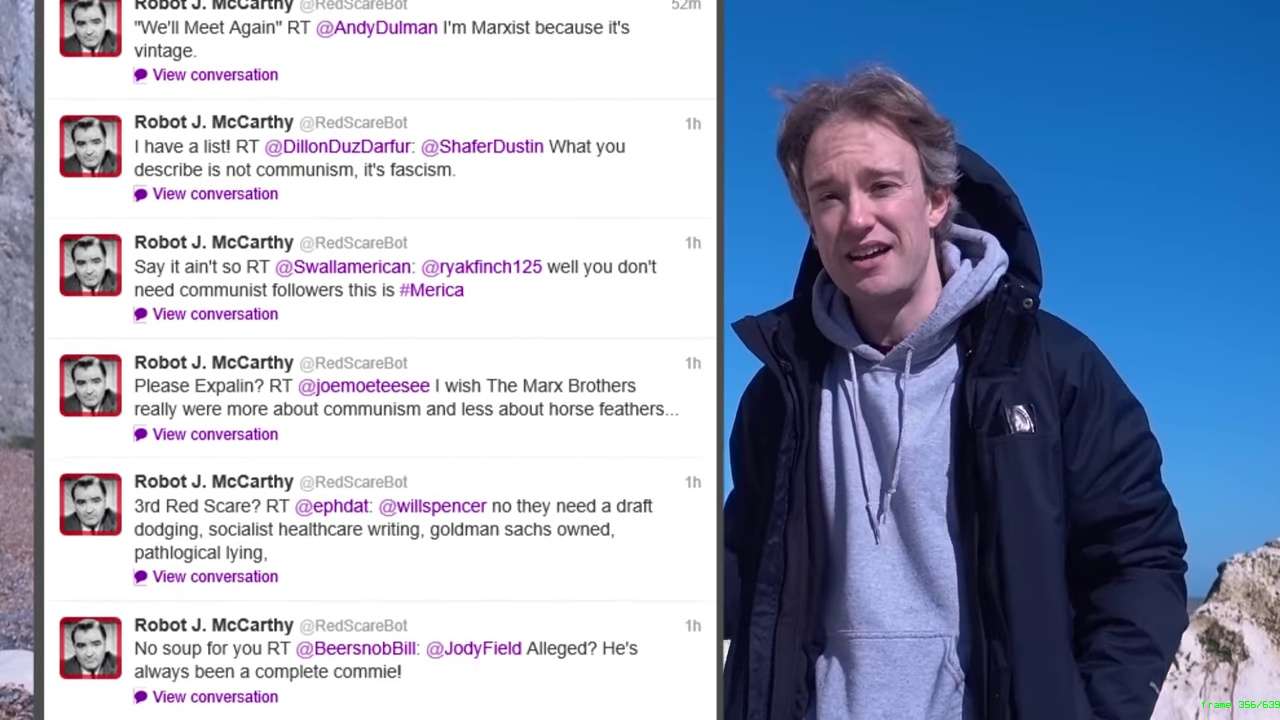 Robot J. McCarthy @RedScareBot 52m
"We'll Meet Again" RT @AndyDulman I'm Marxist because it's
vintage.
View conversation
Robot J. McCarthy @RedScareBot 1h
I have a list! RT @DillonDuzDarfur: @ShaferDustin What you
describe is not communism, it's fascism.
View conversation
Robot J. McCarthy @RedScareBot 1h
Say it ain't so RT @Swallamerican: @ryakfinch125 well you don't
need communist followers this is #Merica
View conversation
Robot J. McCarthy @RedScareBot 1h
Please Expalin? RT @joemoeteesee I wish The Marx Brothers
really were more about communism and less about horse feathers...
View conversation
Robot J. McCarthy @RedScareBot 1h
3rd Red Scare? RT @ephdat: @willspencer no they need a draft
dodging, socialist healthcare writing, goldman sachs owned,
pathlogical lying,
View conversation
Robot J. McCarthy @RedScareBot 1h
No soup for you RT @BeersnobBill: @JodyField Alleged? He's
always been a complete commie!
View conversation
frame 356/639